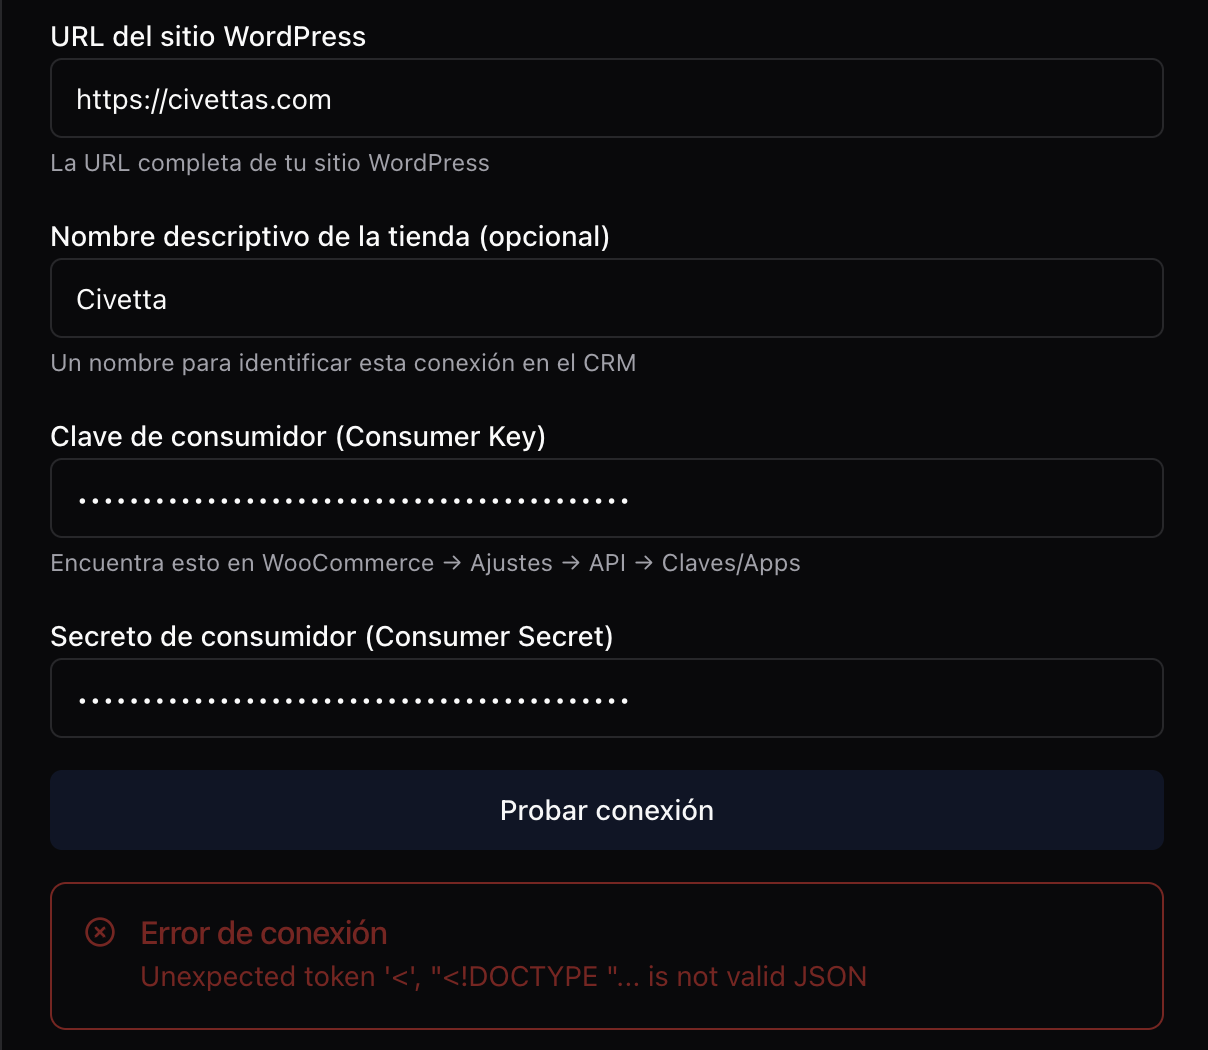 URL del sitio WordPress
https://civettas.com
La URL completa de tu sitio WordPress
Nombre descriptivo de la tienda (opcional)
Civetta
Un nombre para identificar esta conexión en el CRM
Clave de consumidor (Consumer Key)
•••••••••••••••••••••••••••••••••••••••••••
Encuentra esto en WooCommerce → Ajustes → API → Claves/Apps
Secreto de consumidor (Consumer Secret)
•••••••••••••••••••••••••••••••••••••••••••
Probar conexión
Error de conexión
Unexpected token '<', "<!DOCTYPE "... is not valid JSON